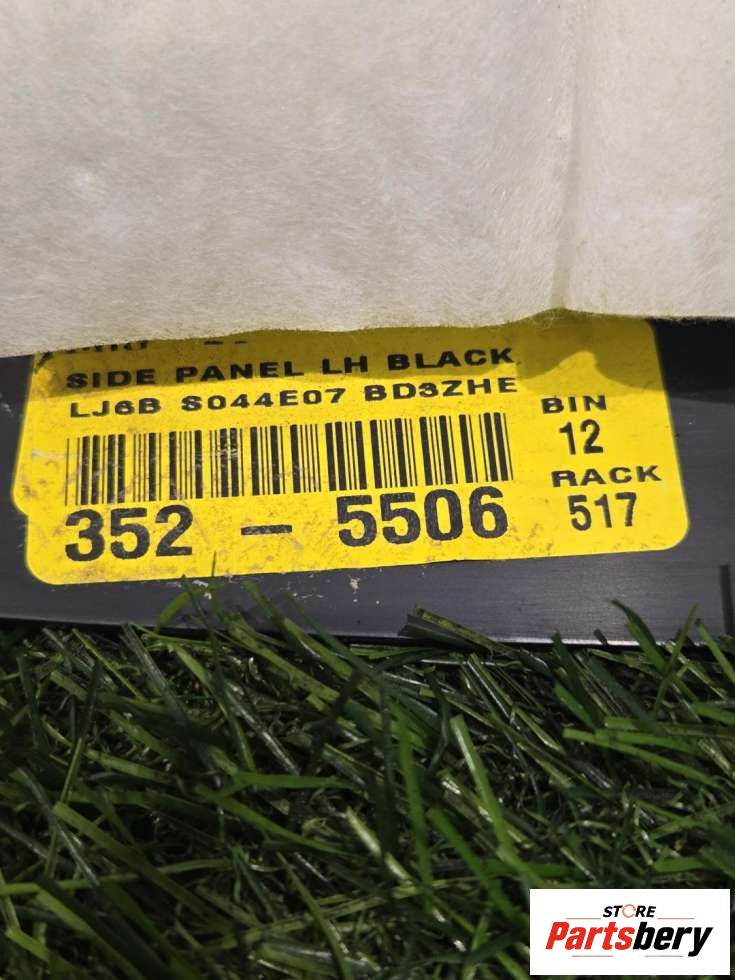 SIDE PANEL LH BLACK
LJ6B S044E07 BD3ZHE
BIN
12
352 - 5506
RACK
517
STORE
Partsbery